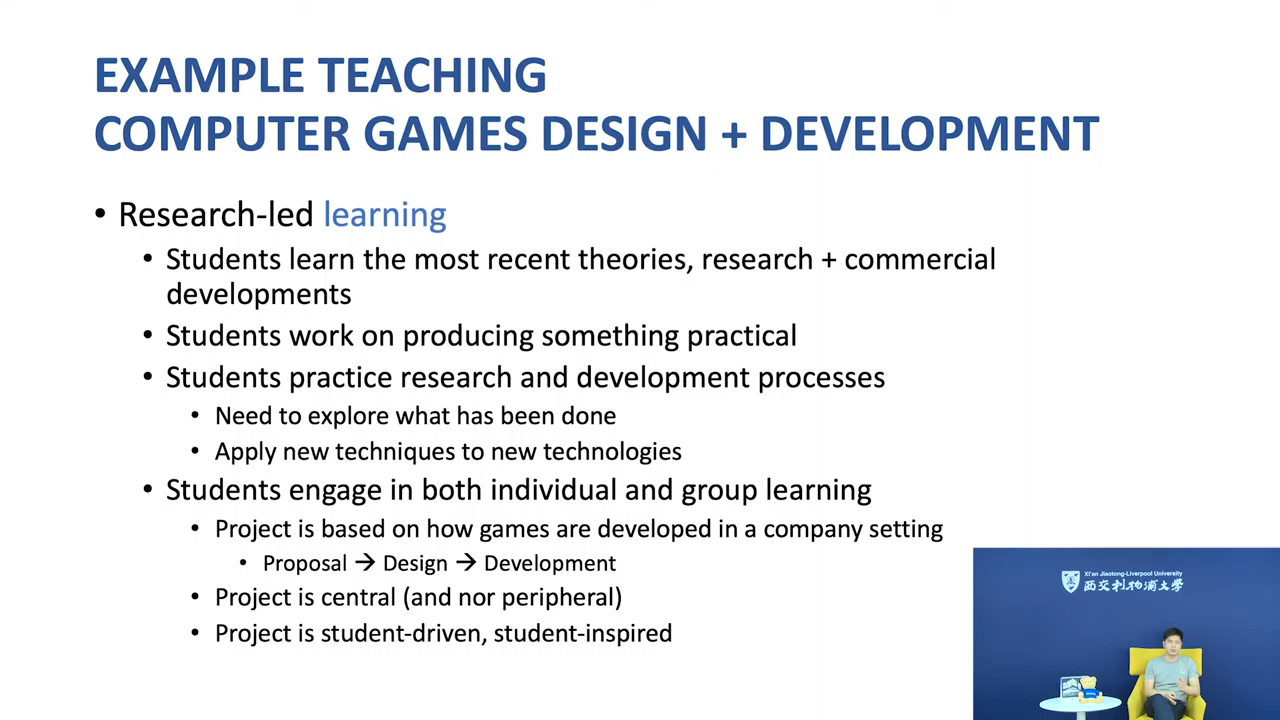 EXAMPLE TEACHING
COMPUTER GAMES DESIGN + DEVELOPMENT
• Research-led learning
• Students learn the most recent theories, research + commercial
developments
• Students work on producing something practical
• Students practice research and development processes
• Need to explore what has been done
• Apply new techniques to new technologies
• Students engage in both individual and group learning
• Project is based on how games are developed in a company setting
• Proposal → Design → Development
• Project is central (and nor peripheral)
• Project is student-driven, student-inspired
Xi'an Jiaotong-Liverpool University
西交利物浦大学